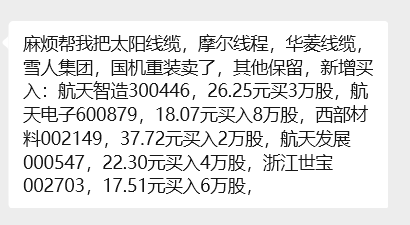 麻烦帮我把太阳线缆，摩尔线程，华菱线缆，
雪人集团，国机重装卖了，其他保留，新增买
入：航天智造300446，26.25元买3万股，航
天电子600879，18.07元买入8万股，西部材
料002149，37.72元买入2万股，航天发展
000547，22.30元买入4万股，浙江世宝
002703，17.51元买入6万股，